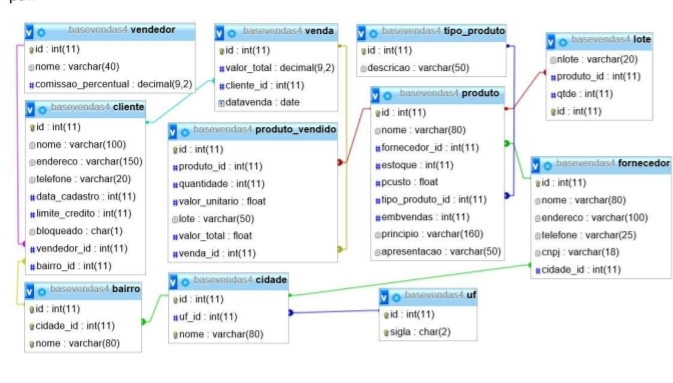 basevendas4 vendedor
id : int(11)
nome : varchar(40)
comissao_percentual : decimal(9,2)
basevendas4 venda
id : int(11)
valor_total : decimal(9,2)
cliente_id : int(11)
datavenda : date
basevendas4 tipo_produto
id : int(11)
descricao : varchar(50)
basevendas4 lote
nlote : varchar(20)
produto_id : int(11)
qtde : int(11)
id : int(11)
basevendas4 cliente
id : int(11)
nome : varchar(100)
endereco : varchar(150)
telefone : varchar(20)
data_cadastro : int(11)
limite_credito : int(11)
bloqueado : char(1)
vendedor_id : int(11)
bairro_id : int(11)
basevendas4 produto_vendido
id : int(11)
produto_id : int(11)
quantidade : int(11)
valor_unitario : float
lote : varchar(50)
valor_total : float
venda_id : int(11)
basevendas4 produto
id : int(11)
nome : varchar(80)
fornecedor_id : int(11)
estoque : int(11)
pcusto : float
tipo_produto_id : int(11)
embvendas : int(11)
principio : varchar(160)
apresentacao : varchar(50)
basevendas4 fornecedor
id : int(11)
nome : varchar(80)
endereco : varchar(100)
telefone : varchar(25)
cnpj : varchar(18)
cidade_id : int(11)
basevendas4 bairro
id : int(11)
cidade_id : int(11)
nome : varchar(80)
basevendas4 cidade
id : int(11)
uf_id : int(11)
nome : varchar(80)
basevendas4 uf
id : int(11)
sigla : char(2)